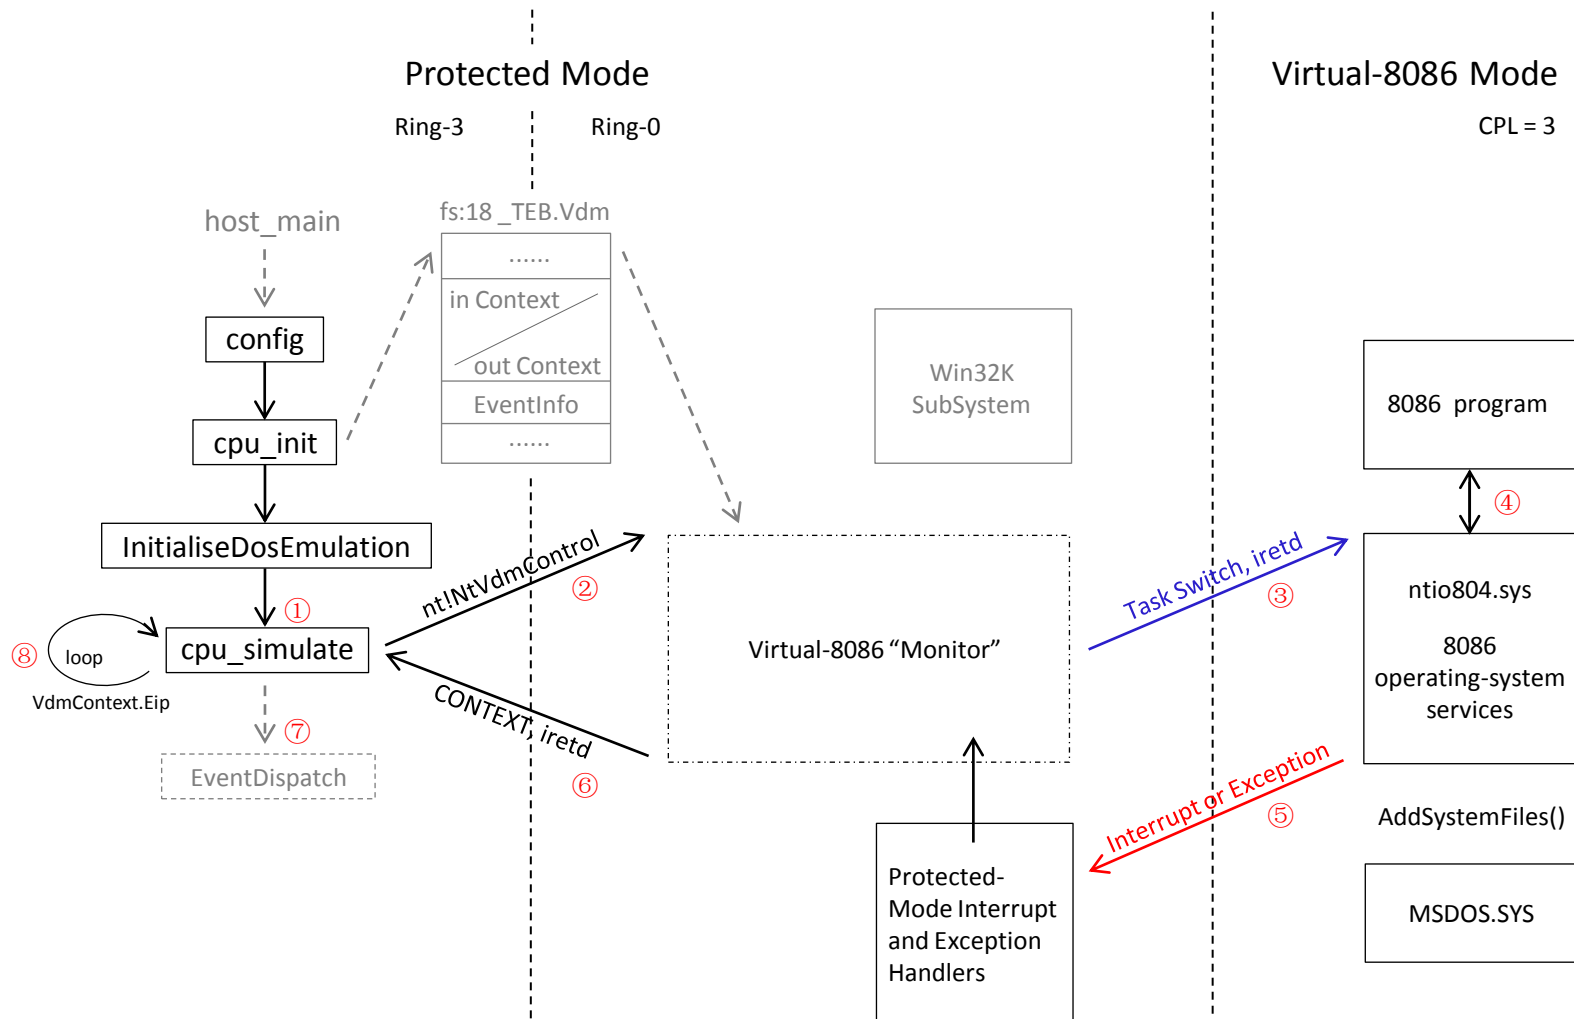 Protected Mode
Virtual-8086 Mode
Ring-3
Ring-0
CPL = 3
host_main
config
cpu_init
InitialiseDosEmulation
①
cpu_simulate
⑧
loop
VdmContext.Eip
⑦
EventDispatch
fs:18 _TEB.Vdm
......
in Context
out Context
EventInfo
......
nt!NtVdmControl
②
CONTEXT, iretd
⑥
Win32K
SubSystem
Virtual-8086 “Monitor”
Protected-
Mode Interrupt
and Exception
Handlers
Task Switch, iretd
③
Interrupt or Exception
⑤
8086 program
④
ntio804.sys
8086
operating-system
services
AddSystemFiles()
MSDOS.SYS